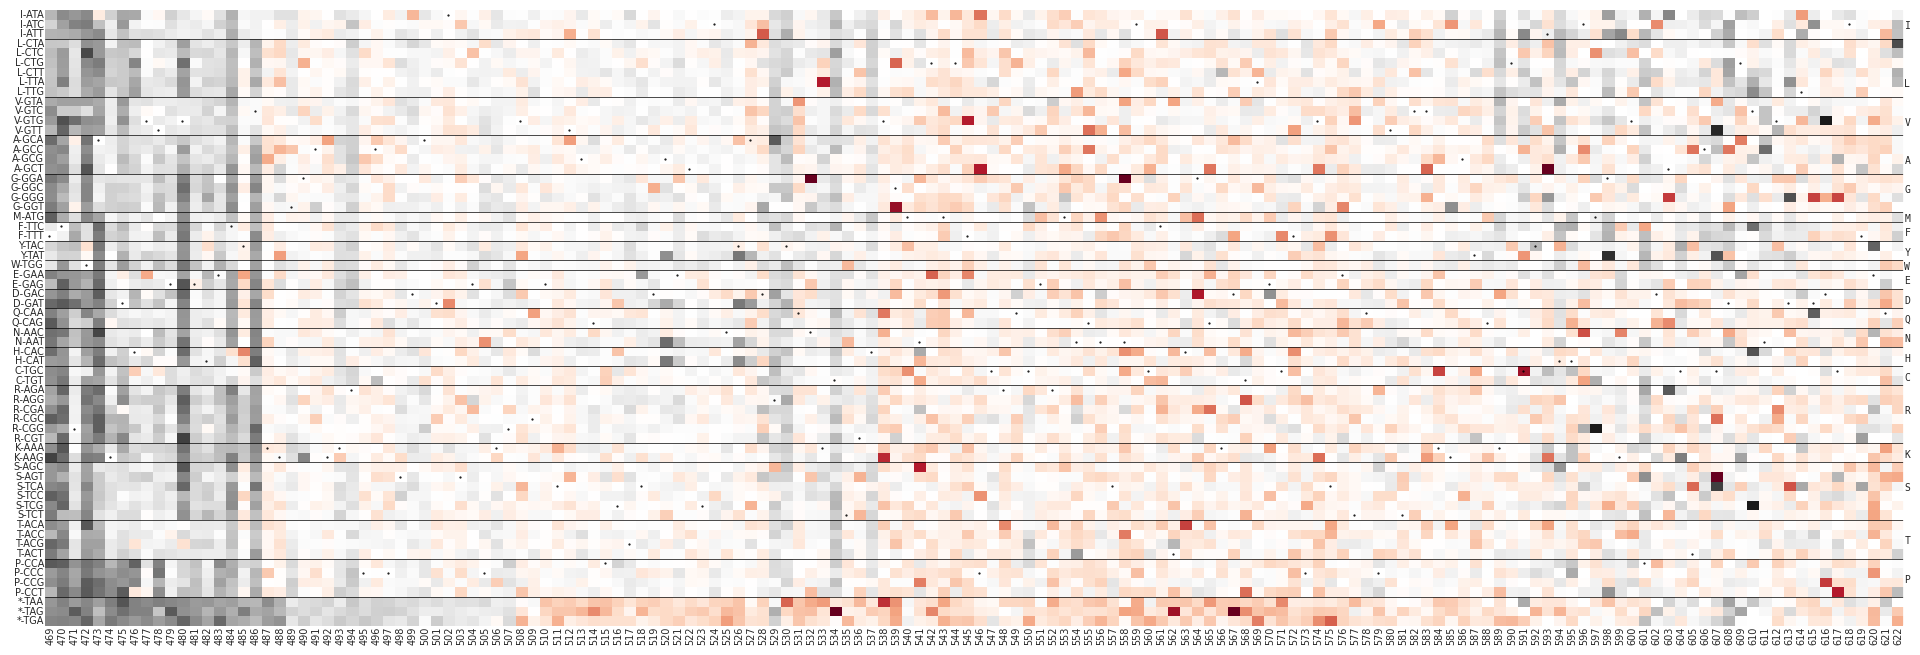 I-ATA
I-ATC I
I-ATT
L-CTA
L-CTC
L-CTG
L-CTT
L-TTA L
L-TTG
V-GTA
V-GTC
V-GTG V
V-GTT
A-GCA
A-GCC
A-GCG A
A-GCT
G-GGA
G-GGC G
G-GGG
G-GGT
M-ATG M
F-TTC F
F-TTT
Y-TAC
Y-TAT Y
W-TGG W
E-GAA
E-GAG E
D-GAC
D-GAT D
Q-CAA
Q-CAG Q
N-AAC
N-AAT N
H-CAC
H-CAT H
C-TGC
C-TGT C
R-AGA
R-AGG
R-CGA R
R-CGC
R-CGG
R-CGT
K-AAA
K-AAG K
S-AGC
S-AGT
S-TCA S
S-TCC
S-TCG
S-TCT
T-ACA
T-ACC
T-ACG T
T-ACT
P-CCA
P-CCC
P-CCG P
P-CCT
*-TAA
*-TAG
*-TGA
469 470 471 472 473 474 475 476 477 478 479 480 481 482 483 484 485 486 487 488 489 490 491 492 493 494 495 496 497 498 499 500 501 502 503 504 505 506 507 508 509 510 511 512 513 514 515 516 517 518 519 520 521 522 523 524 525 526 527 528 529 530 531 532 533 534 535 536 537 538 539 540 541 542 543 544 545 546 547 548 549 550 551 552 553 554 555 556 557 558 559 560 561 562 563 564 565 566 567 568 569 570 571 572 573 574 575 576 577 578 579 580 581 582 583 584 585 586 587 588 589 590 591 592 593 594 595 596 597 598 599 600 601 602 603 604 605 606 607 608 609 610 611 612 613 614 615 616 617 618 619 620 621 622